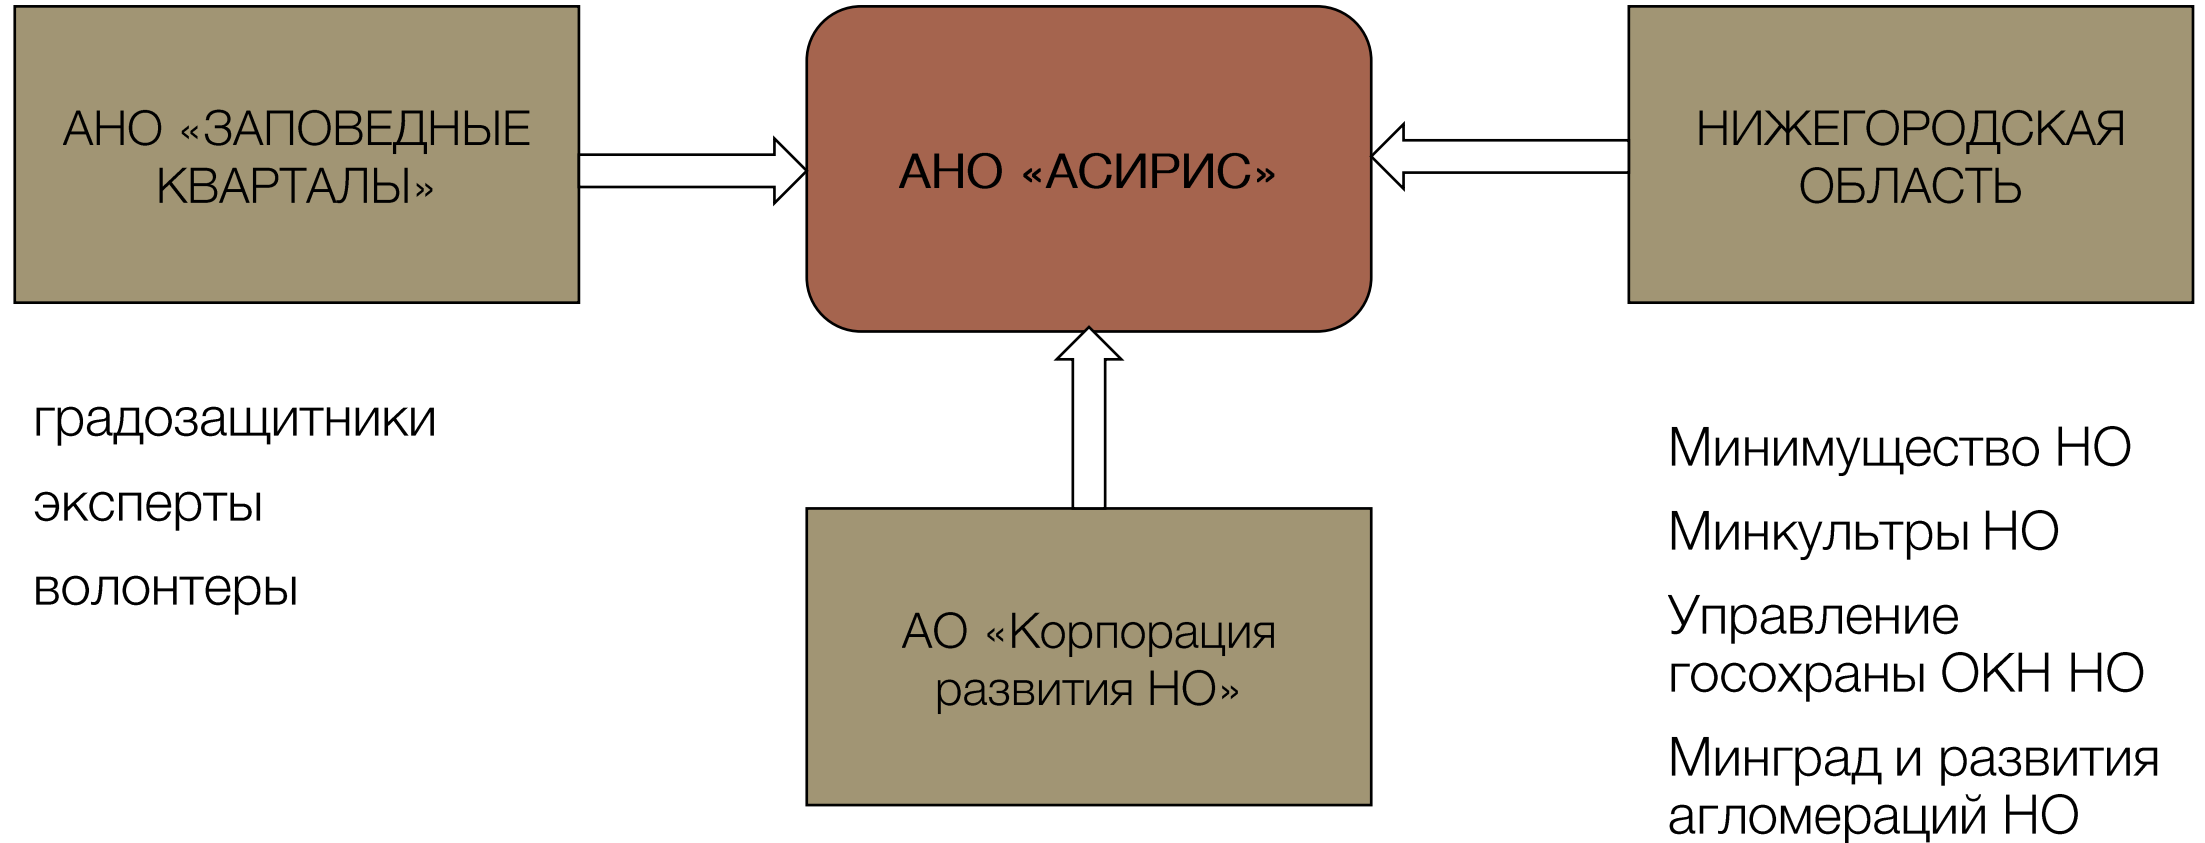 АНО «ЗАПОВЕДНЫЕ
КВАРТАЛЫ»
АНО «АСИРИС»
НИЖЕГОРОДСКАЯ
ОБЛАСТЬ
градозащитники
эксперты
волонтеры
АО «Корпорация
развития НО»
Минимущество НО
Минкультры НО
Управление
госохраны ОКН НО
Минград и развития
агломераций НО